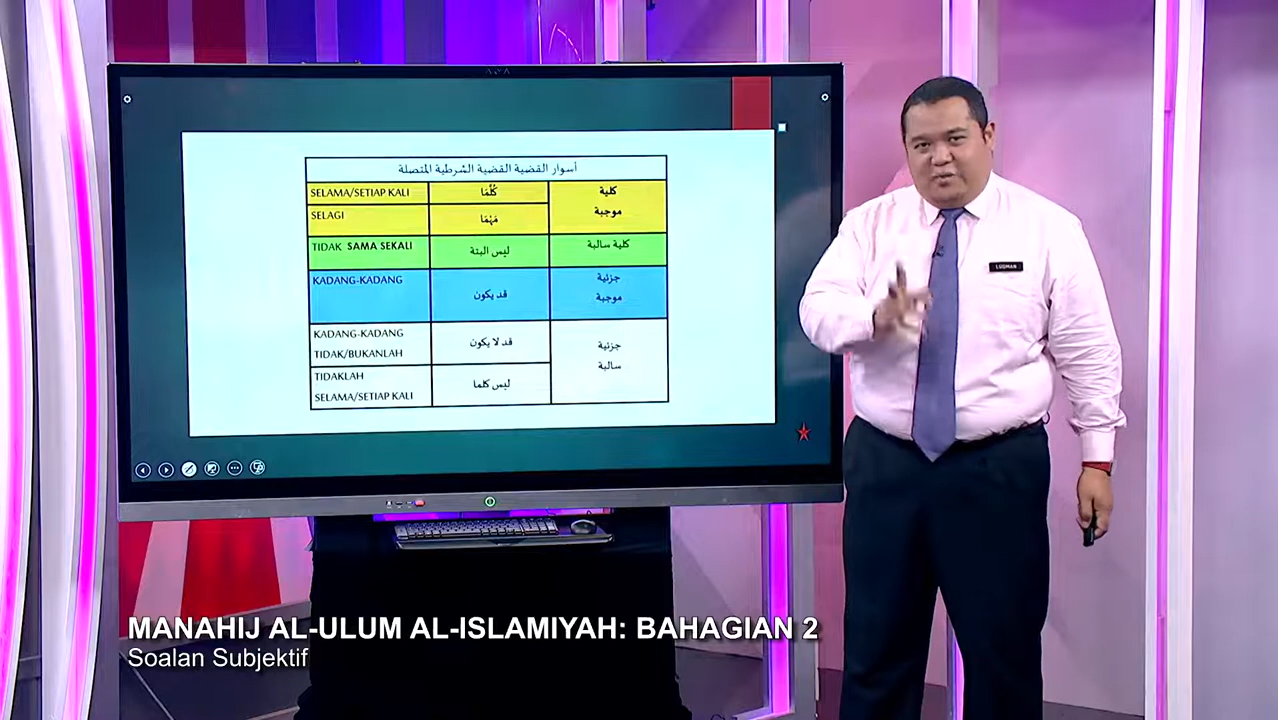 أسوار القضية القضية الشرطية المتصلة
SELAMA/SETIAP KALI
كُلَّمَا
كلية
موجبة
SELAGI
مَهْمَا
TIDAK SAMA SEKALI
ليس البتة
كلية سالبة
KADANG-KADANG
قد يكون
جزئية
موجبة
KADANG-KADANG
TIDAK/BUKANLAH
قد لا يكون
جزئية
سالبة
TIDAKLAH
SELAMA/SETIAP KALI
ليس كلما
LUQMAN
MANAHIJ AL-ULUM AL-ISLAMIYAH: BAHAGIAN 2
Soalan Subjektif